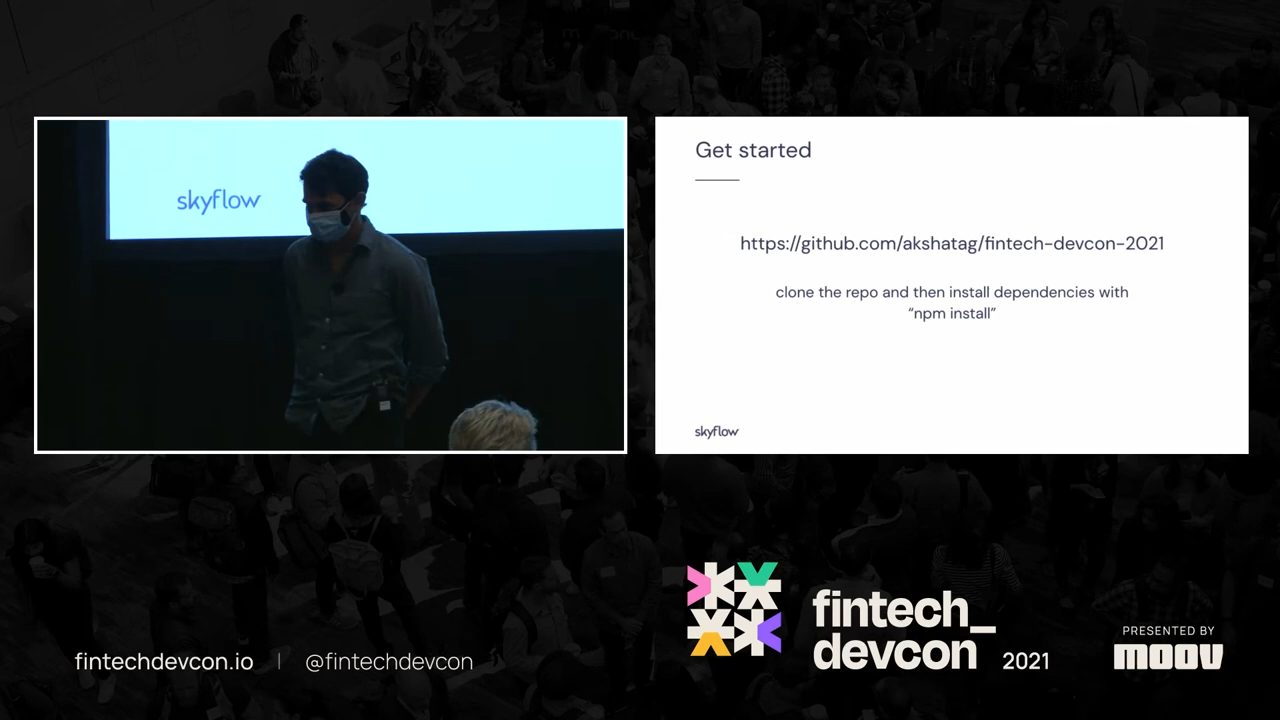 skyflow
Get started
https://github.com/akshatag/fintech-devcon-2021
clone the repo and then install dependencies with
“npm install”
skyflow
fintechdevcon.io | @fintechdevcon
fintech_
devcon 2021
PRESENTED BY
moov